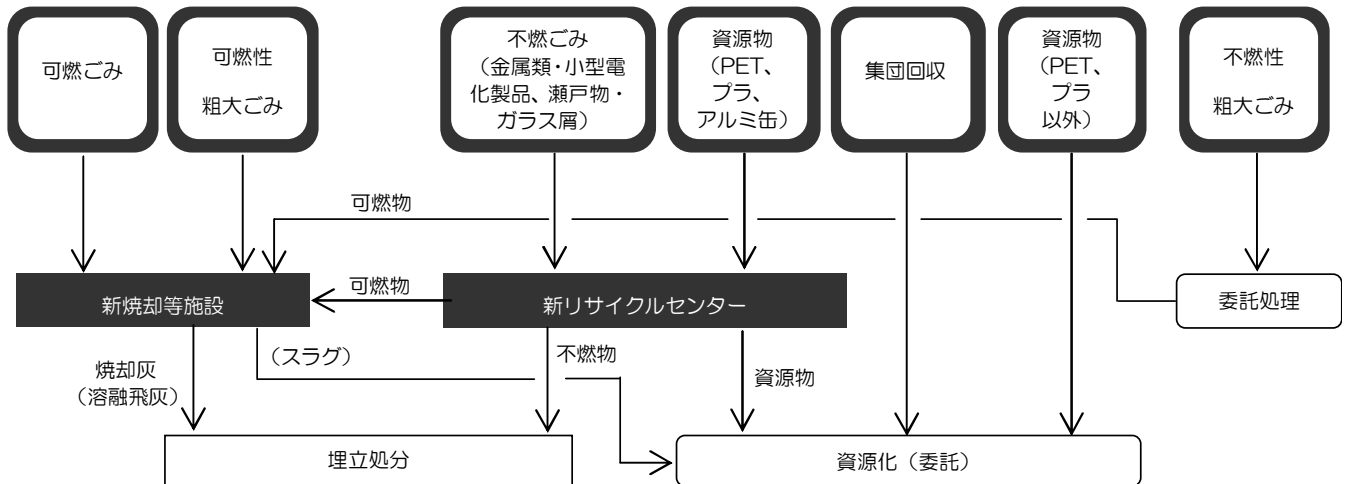 可燃ごみ
可燃性
粗大ごみ
不燃ごみ
（金属類・小型電
化製品、瀬戸物・
ガラス屑）
資源物
（PET、
プラ、
アルミ缶）
集団回収
資源物
（PET、
プラ
以外）
不燃性
粗大ごみ
可燃物
新焼却等施設
可燃物
新リサイクルセンター
委託処理
焼却灰
（溶融飛灰）
（スラグ）
不燃物
資源物
埋立処分
資源化（委託）